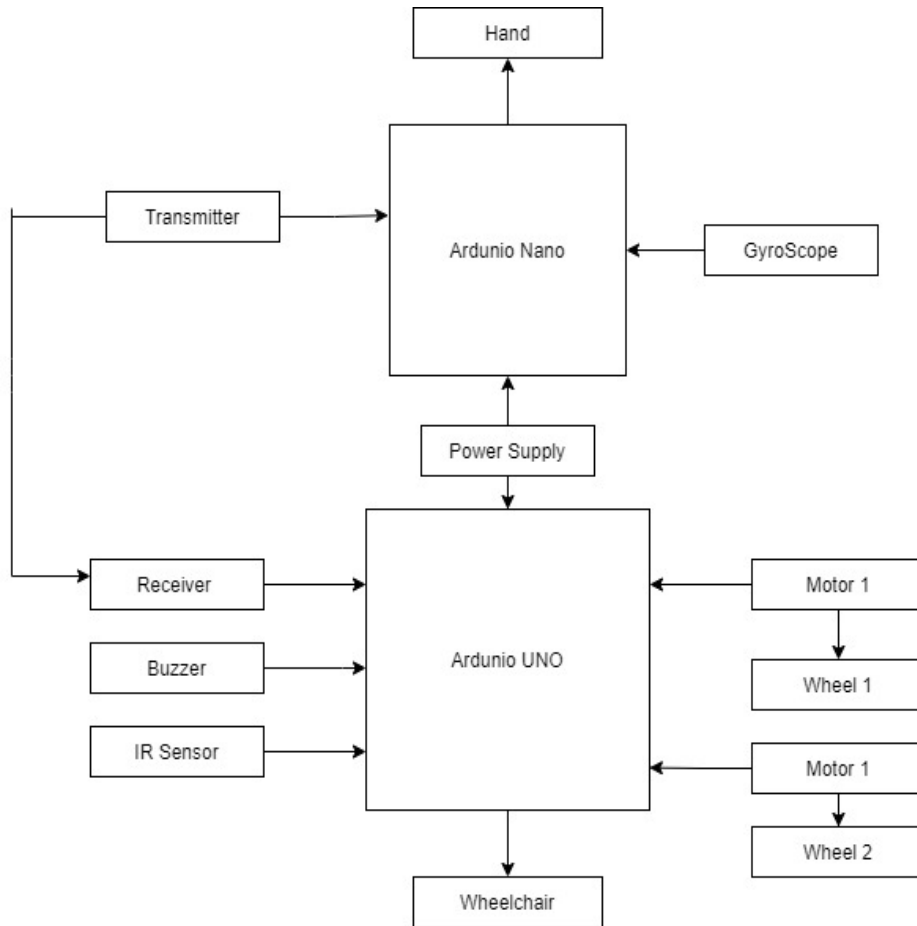 Hand
Transmitter
Ardunio Nano
GyroScope
Power Supply
Receiver
Motor 1
Buzzer
Ardunio UNO
Wheel 1
IR Sensor
Motor 1
Wheel 2
Wheelchair